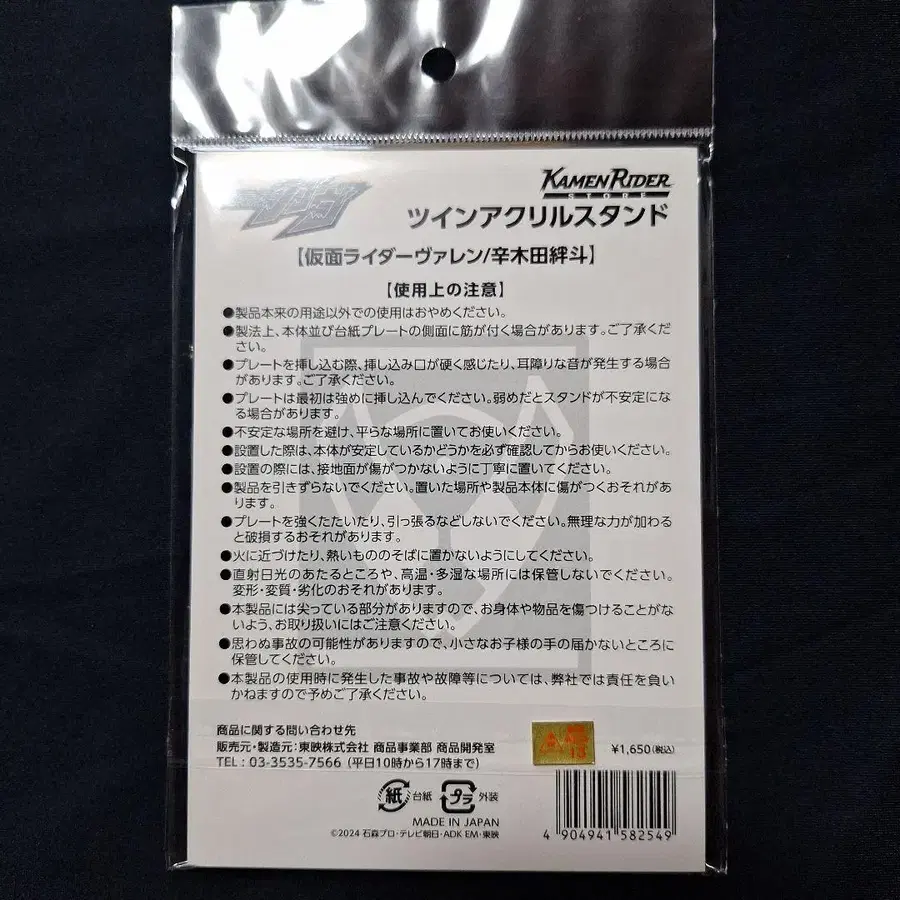 KAMEN RIDER
STORE
ツインアクリルスタンド
【仮面ライダーヴァレン/辛木田絆斗】
【使用上の注意】
●製品本来の用途以外での使用はおやめください。
●製法上、本体並び台紙プレートの側面に筋が付く場合があります。ご了承くだ
さい。
●プレートを挿し込む際、挿し込み口が硬く感じたり、耳障りな音が発生する場合
があります。ご了承ください。
●プレートは最初は強めに挿し込んでください。弱めだとスタンドが不安定にな
る場合があります。
●不安定な場所を避け、平らな場所に置いてお使いください。
●設置した際は、本体が安定しているかどうかを必ず確認してからお使いください。
●設置の際には、接地面が傷がつかないように丁寧に置いてください。
●製品を引きずらないでください。置いた場所や製品本体に傷がつくおそれがあり
ます。
●プレートを強くたたいたり、引っ張るなどしないでください。無理な力が加わる
と破損するおそれがあります。
●火に近づけたり、熱いもののそばに置かないようにしてください。
●直射日光のあたるところや、高温・多湿な場所には保管しないでください。
変形・変質・劣化のおそれがあります。
●本製品には尖っている部分がありますので、お身体や物品を傷つけることがな
いよう、お取り扱いにはご注意ください。
●思わぬ事故の可能性がありますので、小さなお子様の手の届かないところに
保管してください。
●本製品の使用時に発生した事故や故障等については、弊社では責任を負い
かねますので予めご了承ください。
商品に関する問い合わせ先
販売元・製造元：東映株式会社 商品事業部 商品開発室
TEL：03-3535-7566（平日10時から17時まで）
¥1,650（税込）
紙 台紙 プラ 外装
MADE IN JAPAN
©2024 石森プロ・テレビ朝日・ADK EM・東映
4 904941 582549